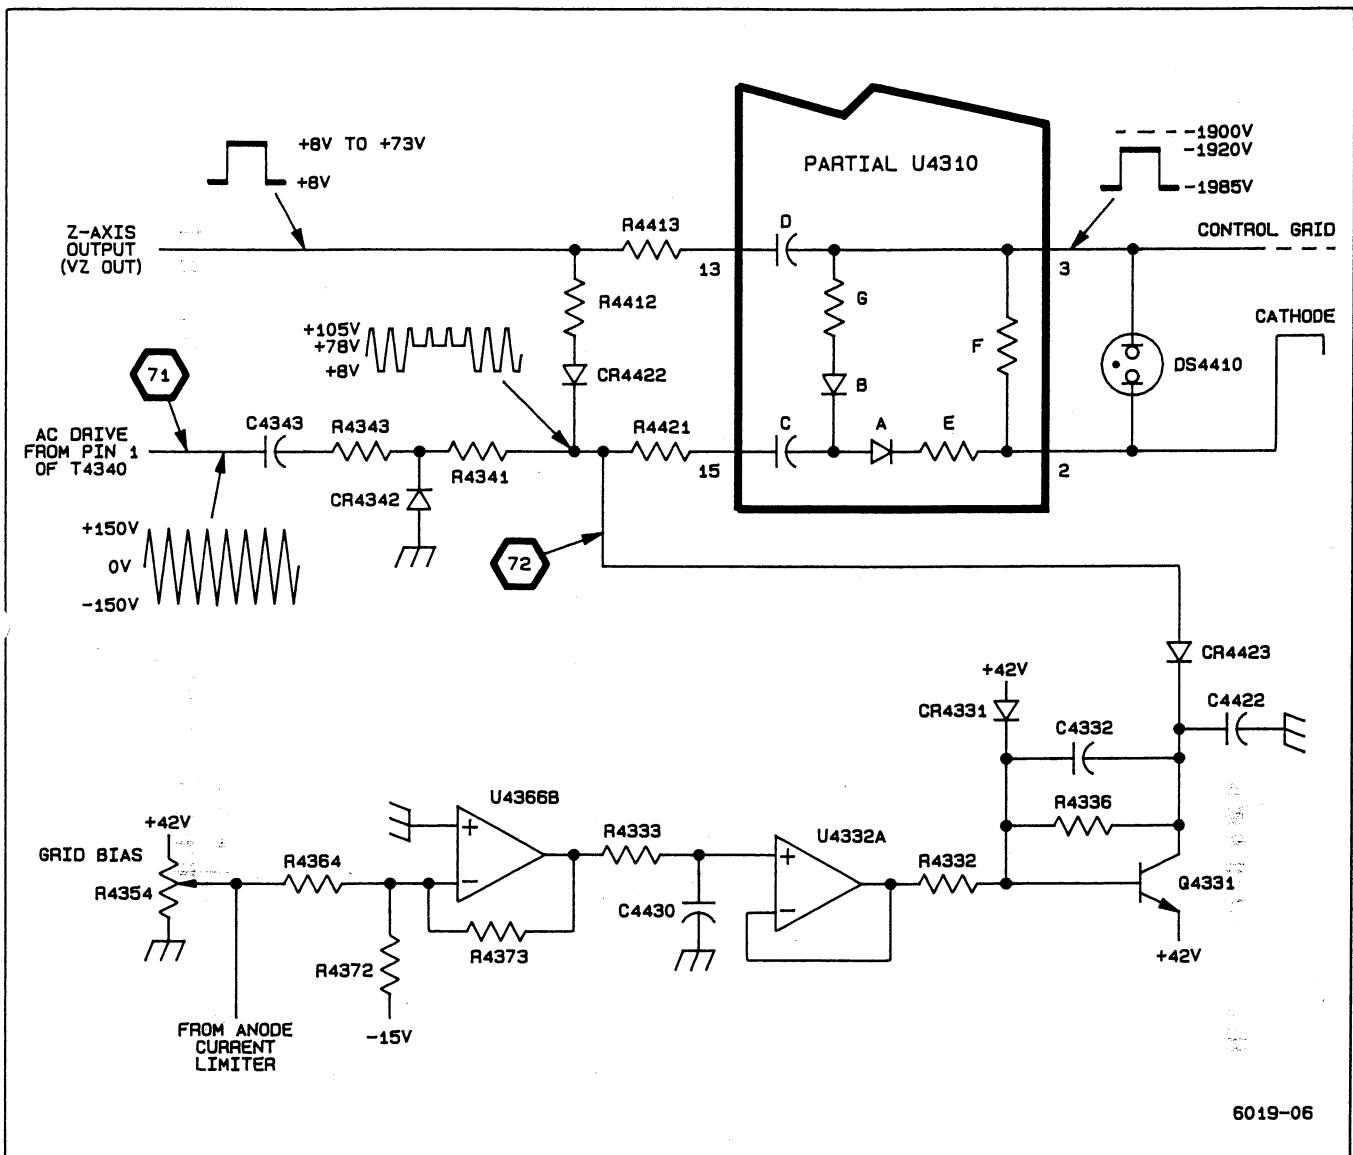 +8V TO +73V
+8V
PARTIAL U4310
-1900V
-1920V
-1985V
Z-AXIS
OUTPUT
(VZ OUT)
R4413
13
D
3
CONTROL GRID
R4412
G
F
CATHODE
+105V
+78V
+8V
CR4422
B
DS4410
71
AC DRIVE
FROM PIN 1
OF T4340
C4343
R4343
R4341
R4421
15
C
A
E
2
CR4342
72
+150V
0V
-150V
CR4423
+42V
CR4331
C4332
C4422
R4336
Q4331
+42V
U4366B
+
-
R4333
U4332A
+
-
R4332
+42V
GRID BIAS
R4354
R4364
R4372
R4373
C4430
-15V
FROM ANODE
CURRENT
LIMITER
6019-06